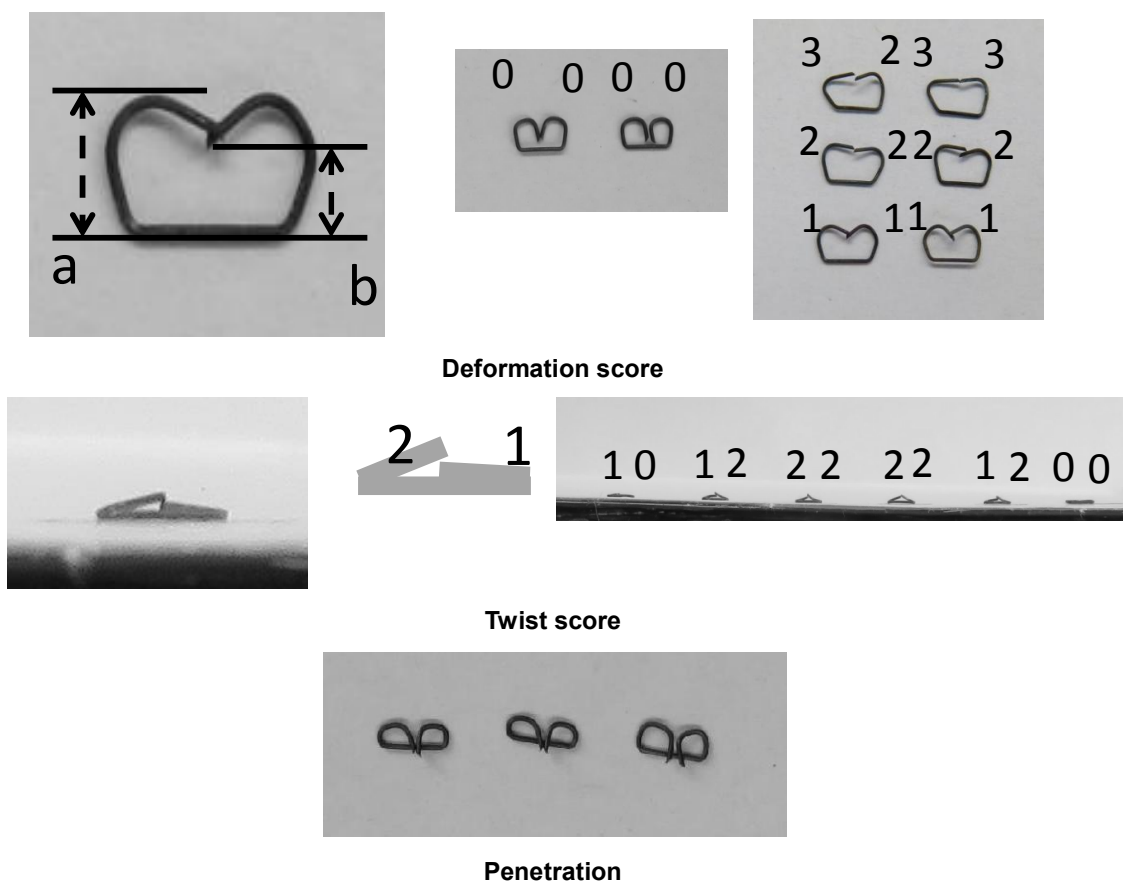 a
b
0 0 0 0
3 2 3 3
2 2 2 2
1 1 1 1
Deformation score
2 1
1 0 1 2 2 2 2 2 1 2 0 0
Twist score
Penetration